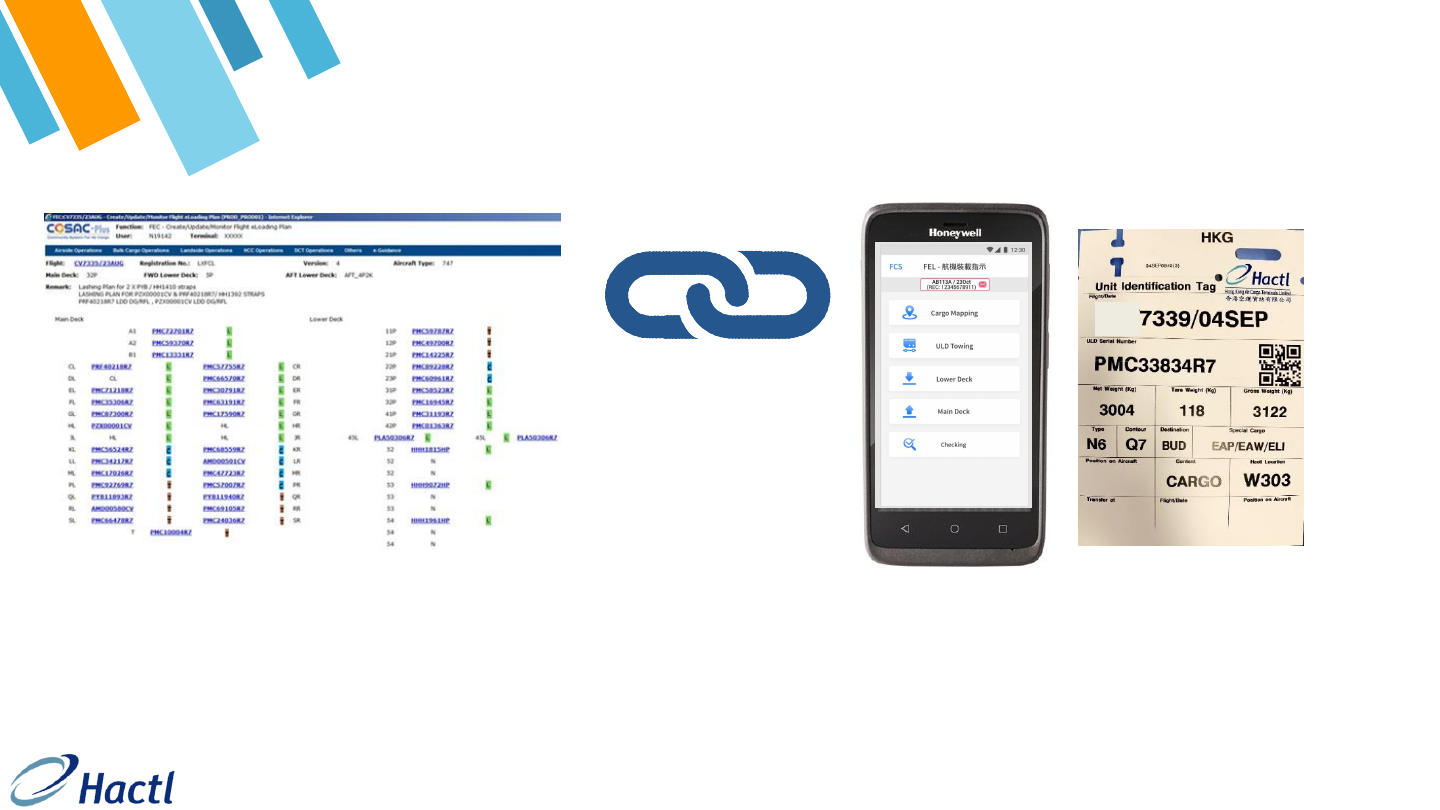 FEC:CV7335/23AUG - Create/Update/Monitor Flight eLoading Plan (PROD_PROD01) - Internet Explorer
COSAC-Plus Function: FEC - Create/Update/Monitor Flight eLoading Plan
User: N19142 Terminal: XXXXX
Airside Operations Bulk Cargo Operations Landside Operations HCC Operations DCT Operations Others e-Guidance
Flight: CV7335/23AUG Registration No.: LXFCL Version: 4 Aircraft Type: 747
Main Deck: 32P FWD Lower Deck: 5P AFT Lower Deck: AFT_4P2K
Remark: Lashing Plan for 2 X PYB / HH1410 straps
LASHING PLAN FOR PZX00001CV & PRF40218R7/ HH1392 STRAPS
PRF40218R7 LDD DG/RFL , PZX00001CV LDD DG/RFL
Main Deck Lower Deck
A1 PMC72701R7 L 11P PMC59787R7
A2 PMC59370R7 L 12P PMC49700R7
B1 PMC13331R7 L 21P PMC14225R7
CL PRF40218R7 L PMC57755R7 L CR 22P PMC89228R7 C
DL CL L PMC66570R7 L DR 23P PMC60961R7 C
EL PMC71218R7 L PMC30791R7 L ER 31P PMC58523R7 L
FL PMC35306R7 L PMC63191R7 L FR 32P PMC16945R7 L
GL PMC87300R7 L PMC17590R7 L GR 41P PMC31193R7 L
HL PZX00001CV L HL L HR 42P PMC01363R7 L
JL HL L HL L JR 45L PLA50306R7 L 45L L PLA50306R7
KL PMC56524R7 C PMC68559R7 C KR 52 HHH1815HP L
LL PMC34217R7 C AMD00501CV C LR 52 N
ML PMC17026R7 C PMC47723R7 C MR 52 N
PL PMC92769R7 PMC57007R7 C PR 53 HHH9072HP L
QL PYB11893R7 PYB11940R7 QR 53 N
RL AMD00580CV PMC69105R7 RR 53 N
SL PMC66478R7 PMC24036R7 SR 54 HHH1961HP L
T PMC10004R7 54 N
54 N
Honeywell
12:30
FCS FEL - 航機裝載指示
AB113A / 23Oct
(REC: 12345678911)
Cargo Mapping
ULD Towing
Lower Deck
Main Deck
Checking
HKG
Hactl
Hong Kong Air Cargo Terminals Limited
香港空運貨站有限公司
Unit Identification Tag
Flight/Date
7339/04SEP
ULD Serial Number
PMC33834R7
Net Weight (Kg) Tare Weight (Kg) Gross Weight (Kg)
3004 118 3122
Type Contour Destination Special Cargo
N6 Q7 BUD EAP/EAW/ELI
Position on Aircraft Content Hactl Location
CARGO W303
Transfer at Flight/Date Position on Aircraft
Hactl